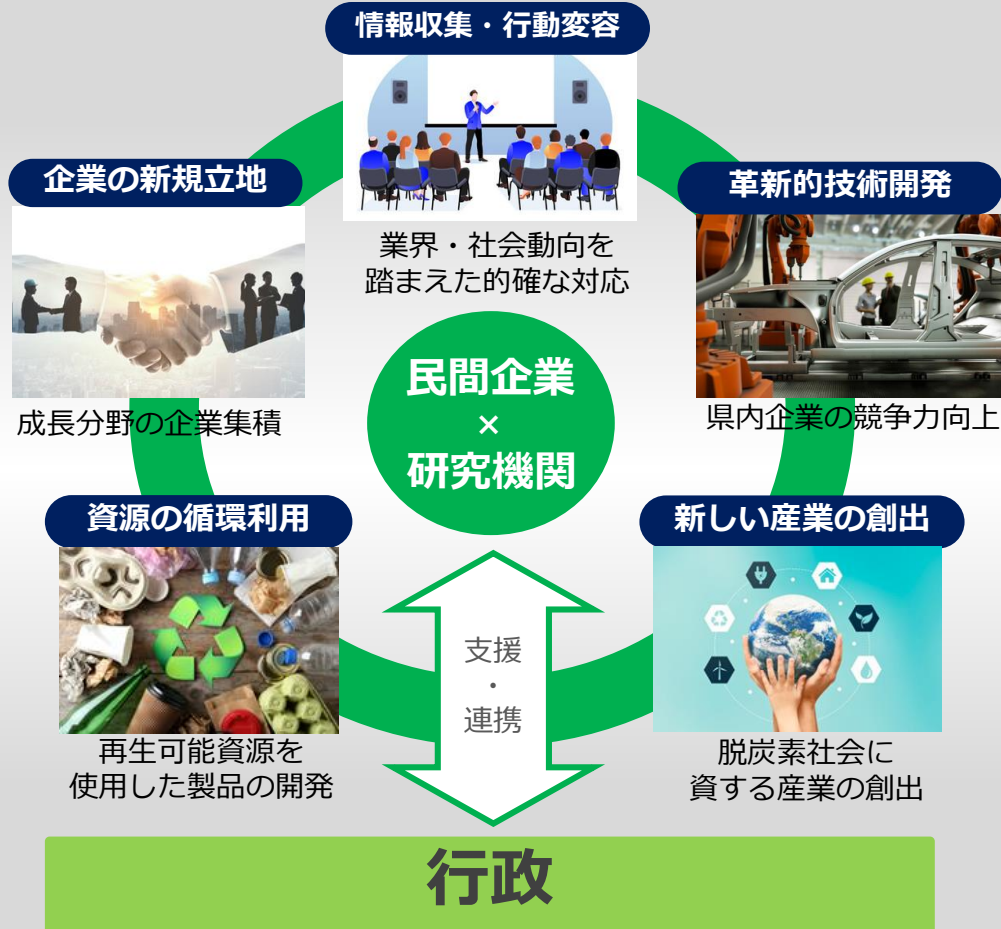 情報収集・行動変容
業界・社会動向を
踏まえた的確な対応
企業の新規立地
成長分野の企業集積
革新的技術開発
県内企業の競争力向上
民間企業
×
研究機関
資源の循環利用
再生可能資源を
使用した製品の開発
新しい産業の創出
脱炭素社会に
資する産業の創出
支援
・
連携
行政